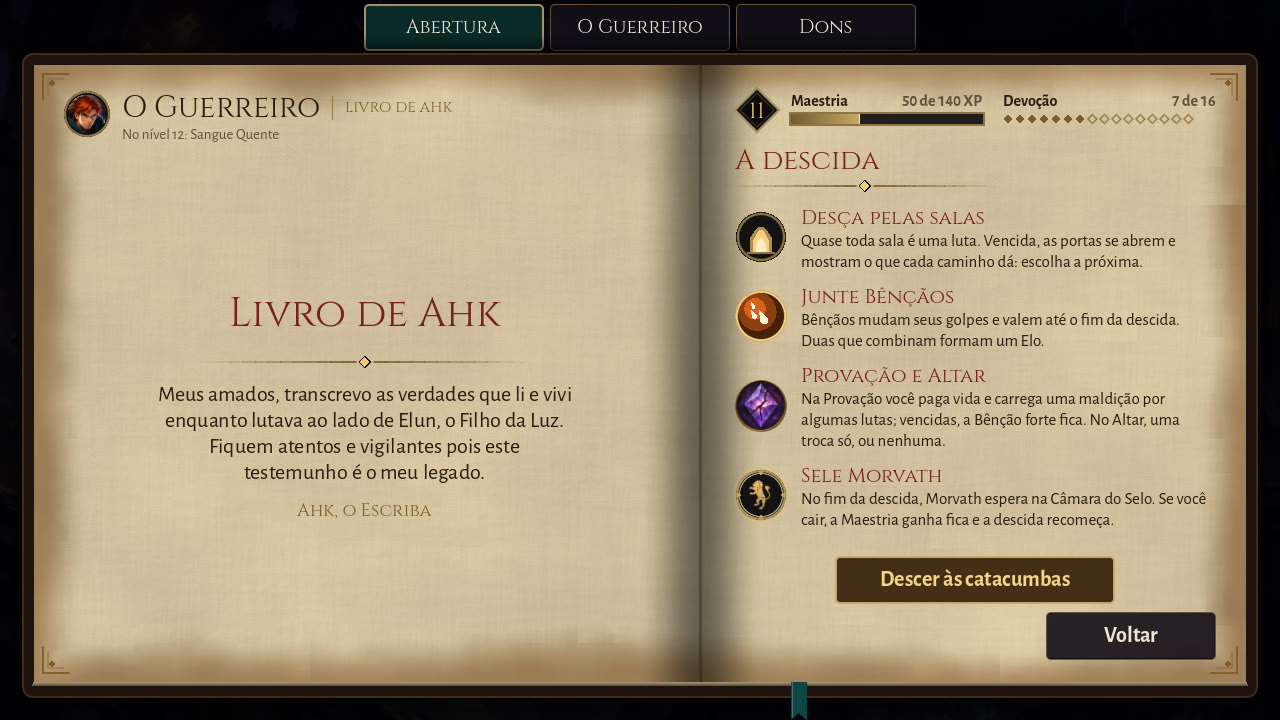 Abertura
O Guerreiro
Dons
O Guerreiro
Livro de Ahk
No nível 12: Sangue Quente
11
Maestria
50 de 140 XP
Devoção
7 de 16
Livro de Ahk
Meus amados, transcrevo as verdades que li e vivi
enquanto lutava ao lado de Elun, o Filho da Luz.
Fiquem atentos e vigilantes pois este
testemunho é o meu legado.
Ahk, o Escriba
A descida
Desça pelas salas
Quase toda sala é uma luta. Vencida, as portas se abrem e
mostram o que cada caminho dá: escolha a próxima.
Junte Bênçãos
Bênçãos mudam seus golpes e valem até o fim da descida.
Duas que combinam formam um Elo.
Provação e Altar
Na Provação você paga vida e carrega uma maldição por
algumas lutas; vencidas, a Bênção forte fica. No Altar, uma
troca só, ou nenhuma.
Sele Morvath
No fim da descida, Morvath espera na Câmara do Selo. Se você
cair, a Maestria ganha fica e a descida recomeça.
Descer às catacumbas
Voltar